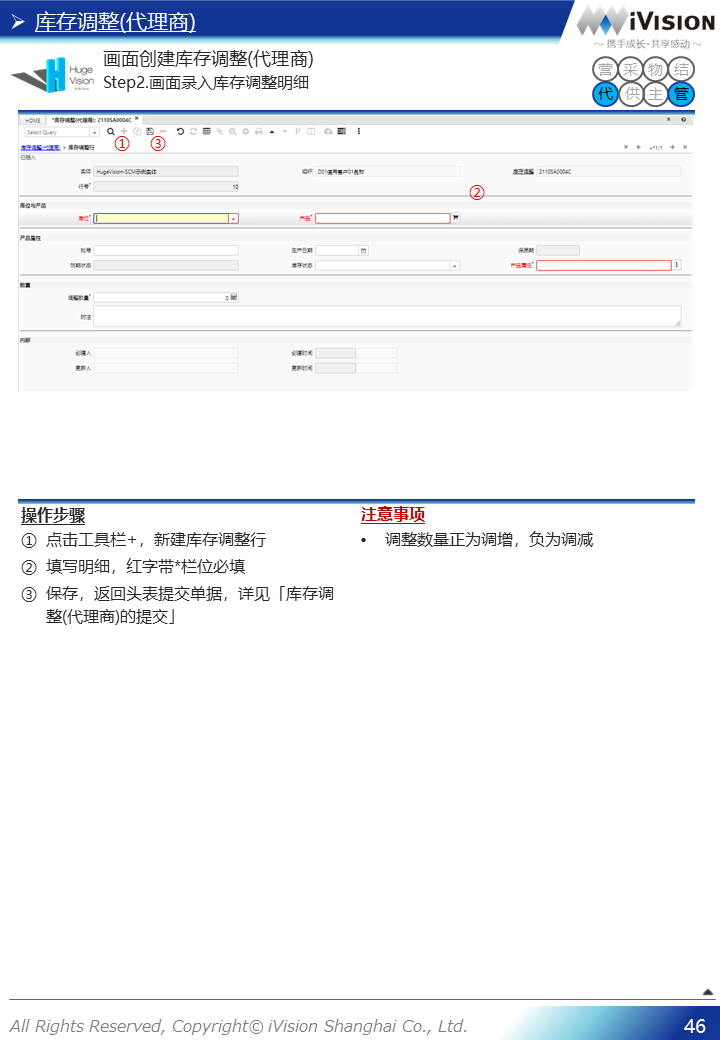 库存调整(代理商)
iVision
～ 携手成长·共享感动 ～
Huge
Vision
画面创建库存调整(代理商)
Step2.画面录入库存调整明细
营 采 物 结
代 供 主 管
HOME *库存调整(代理商): 21105A0004C ×
Select Query
① ③
库存调整(代理商) > 库存调整行
*1/1
已插入
实体 HugeVision-SCM示例实体 组织 D01信用客户01名称 库存调整 21105A0004C
行号* 10
②
库位与产品
库位* 产品*
产品属性
批号 生产日期 保质期
效期状态 库存状态 产品属性*
数量
调整数量* 0
附注
内部
创建人 创建时间
更新人 更新时间
操作步骤
① 点击工具栏+，新建库存调整行
② 填写明细，红字带*栏位必填
③ 保存，返回头表提交单据，详见「库存调
整(代理商)的提交」
注意事项
• 调整数量正为调增，负为调减
All Rights Reserved, Copyright© iVision Shanghai Co., Ltd.
46